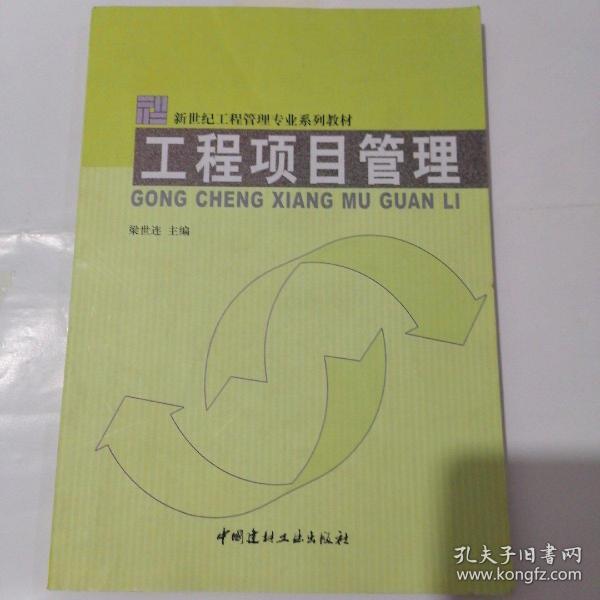 新世纪工程管理专业系列教材
工程项目管理
GONG CHENG XIANG MU GUAN LI
梁世连 主编
中国建材工业出版社
孔夫子旧书网
www.kongfz.com